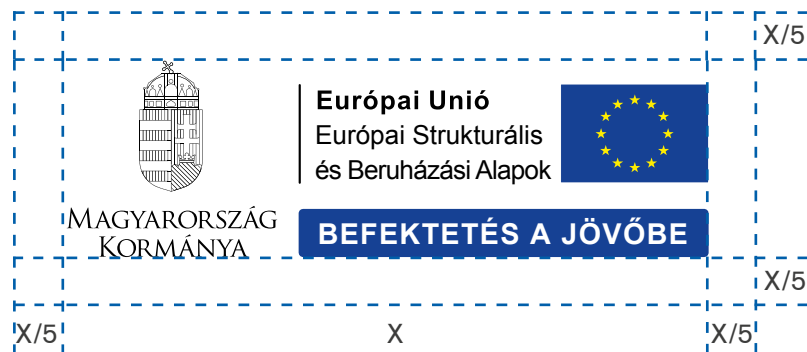 X/5
Európai Unió
Európai Strukturális
és Beruházási Alapok
MAGYARORSZÁG
KORMÁNYA
BEFEKTETÉS A JÖVŐBE
X/5
X/5
X
X/5